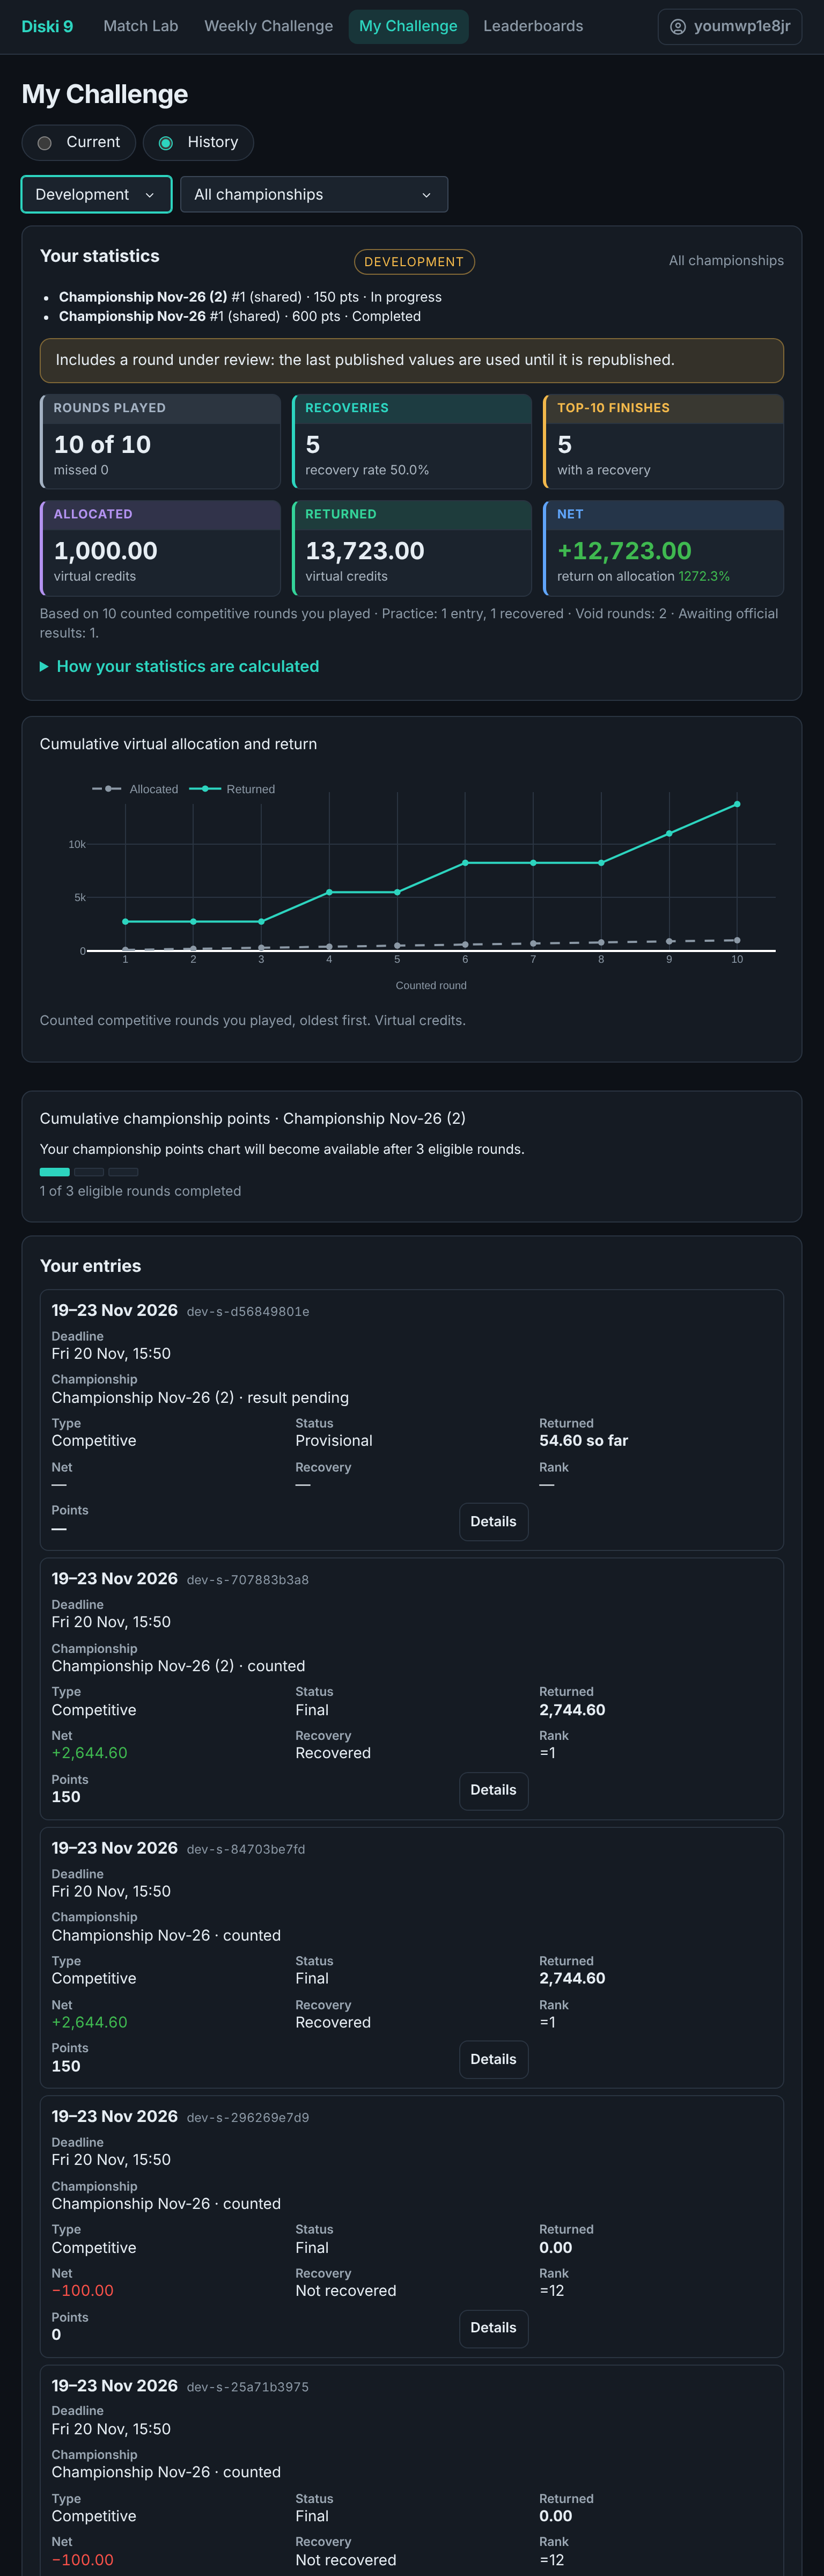 Diski 9 Match Lab Weekly Challenge My Challenge Leaderboards youmwp1e8jr
My Challenge
Current History
Development All championships
Your statistics DEVELOPMENT All championships
• Championship Nov-26 (2) #1 (shared) · 150 pts · In progress
• Championship Nov-26 #1 (shared) · 600 pts · Completed
Includes a round under review: the last published values are used until it is republished.
ROUNDS PLAYED RECOVERIES TOP-10 FINISHES
10 of 10 5 5
missed 0 recovery rate 50.0% with a recovery
ALLOCATED RETURNED NET
1,000.00 13,723.00 +12,723.00
virtual credits virtual credits return on allocation 1272.3%
Based on 10 counted competitive rounds you played · Practice: 1 entry, 1 recovered · Void rounds: 2 · Awaiting official
results: 1.
How your statistics are calculated
Cumulative virtual allocation and return
Allocated Returned
10k
5k
0
1 2 3 4 5 6 7 8 9 10
Counted round
Counted competitive rounds you played, oldest first. Virtual credits.
Cumulative championship points · Championship Nov-26 (2)
Your championship points chart will become available after 3 eligible rounds.
1 of 3 eligible rounds completed
Your entries
19–23 Nov 2026 dev-s-d56849801e
Deadline
Fri 20 Nov, 15:50
Championship
Championship Nov-26 (2) · result pending
Type Status Returned
Competitive Provisional 54.60 so far
Net Recovery Rank
— — —
Points
—
Details
19–23 Nov 2026 dev-s-707883b3a8
Deadline
Fri 20 Nov, 15:50
Championship
Championship Nov-26 (2) · counted
Type Status Returned
Competitive Final 2,744.60
Net Recovery Rank
+2,644.60 Recovered =1
Points
150
Details
19–23 Nov 2026 dev-s-84703be7fd
Deadline
Fri 20 Nov, 15:50
Championship
Championship Nov-26 · counted
Type Status Returned
Competitive Final 2,744.60
Net Recovery Rank
+2,644.60 Recovered =1
Points
150
Details
19–23 Nov 2026 dev-s-296269e7d9
Deadline
Fri 20 Nov, 15:50
Championship
Championship Nov-26 · counted
Type Status Returned
Competitive Final 0.00
Net Recovery Rank
−100.00 Not recovered =12
Points
0
Details
19–23 Nov 2026 dev-s-25a71b3975
Deadline
Fri 20 Nov, 15:50
Championship
Championship Nov-26 · counted
Type Status Returned
Competitive Final 0.00
Net Recovery Rank
−100.00 Not recovered =12